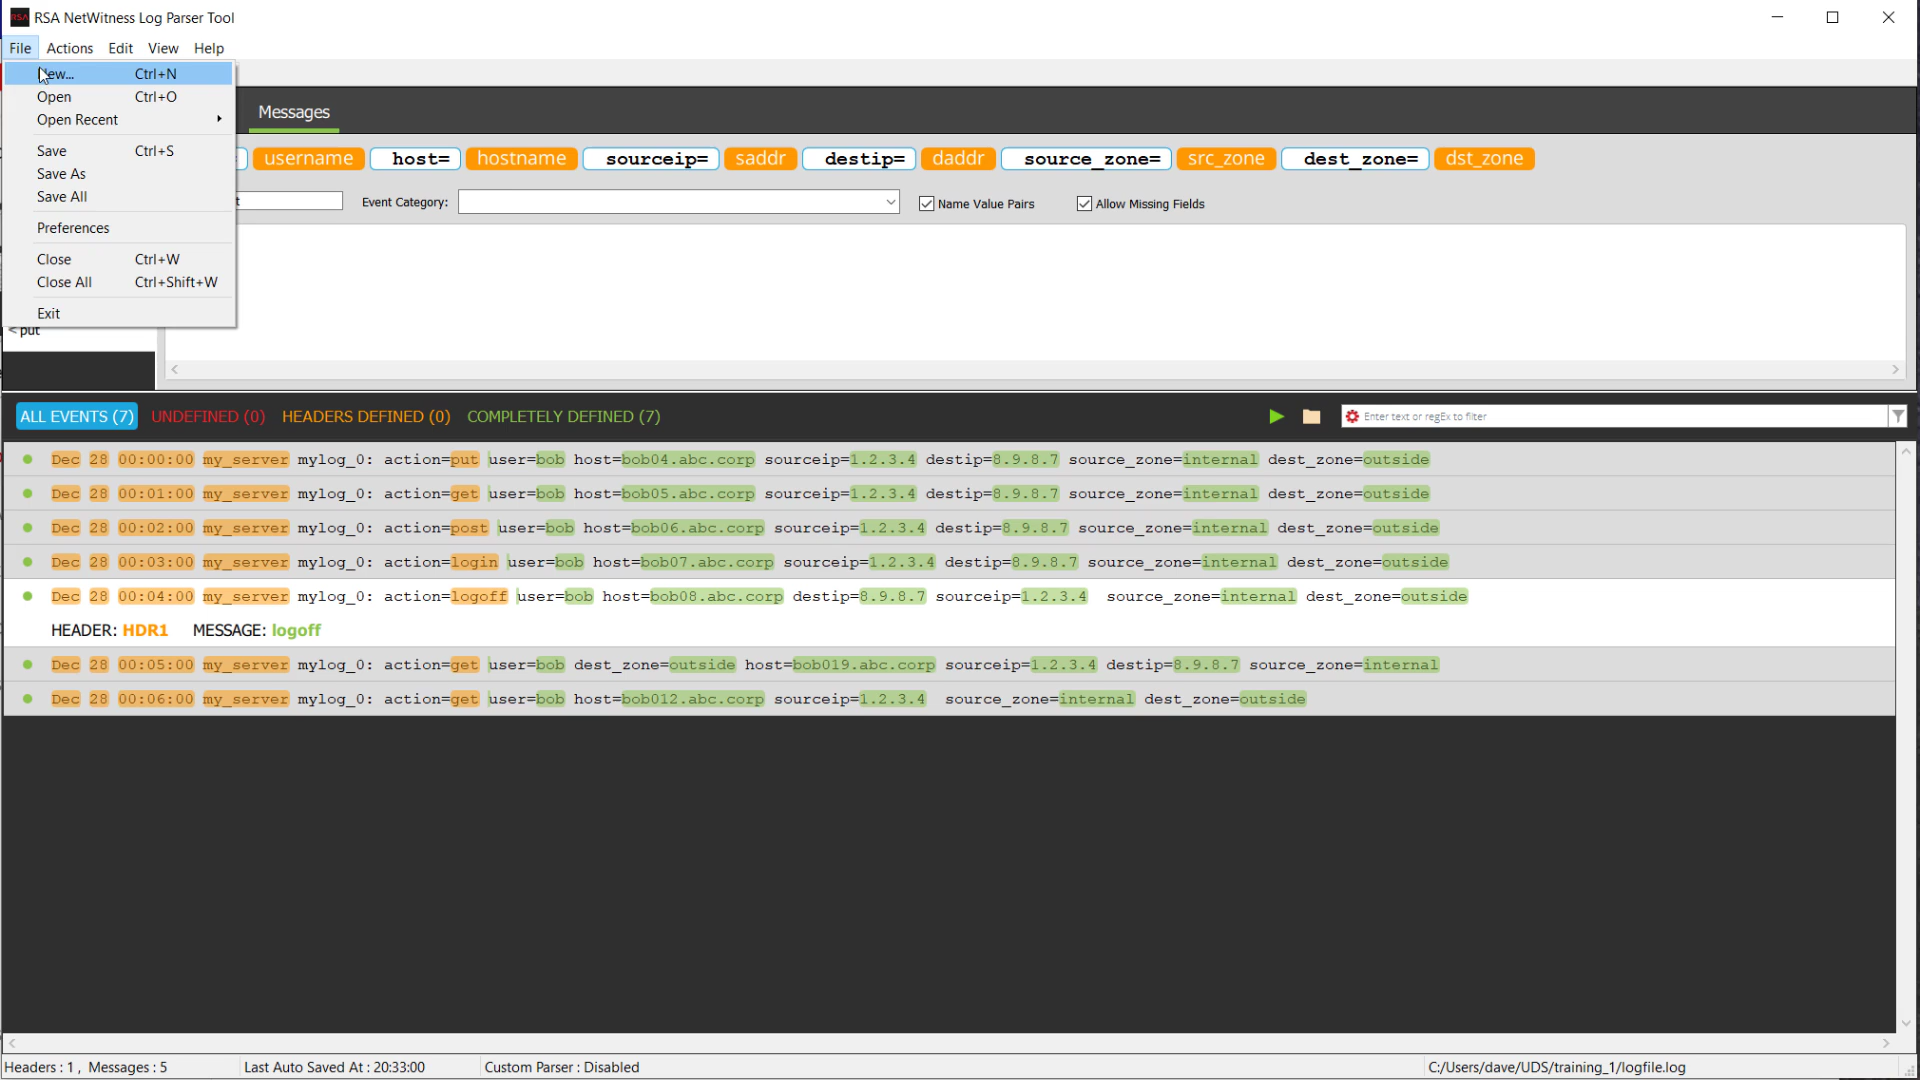 RSA NetWitness Log Parser Tool
File Actions Edit View Help
New... Ctrl+N
Open Ctrl+O
Open Recent
Save Ctrl+S
Save As
Save All
Preferences
Close Ctrl+W
Close All Ctrl+Shift+W
Exit
Messages
username host= hostname sourceip= saddr destip= daddr source_zone= src_zone dest_zone= dst_zone
Event Category: Name Value Pairs Allow Missing Fields
< put
ALL EVENTS (7) UNDEFINED (0) HEADERS DEFINED (0) COMPLETELY DEFINED (7) Enter text or regEx to filter
Dec 28 00:00:00 my_server mylog_0: action=put user=bob host=bob04.abc.corp sourceip=1.2.3.4 destip=8.9.8.7 source_zone=internal dest_zone=outside
Dec 28 00:01:00 my_server mylog_0: action=get user=bob host=bob05.abc.corp sourceip=1.2.3.4 destip=8.9.8.7 source_zone=internal dest_zone=outside
Dec 28 00:02:00 my_server mylog_0: action=post user=bob host=bob06.abc.corp sourceip=1.2.3.4 destip=8.9.8.7 source_zone=internal dest_zone=outside
Dec 28 00:03:00 my_server mylog_0: action=login user=bob host=bob07.abc.corp sourceip=1.2.3.4 destip=8.9.8.7 source_zone=internal dest_zone=outside
Dec 28 00:04:00 my_server mylog_0: action=logoff user=bob host=bob08.abc.corp destip=8.9.8.7 sourceip=1.2.3.4 source_zone=internal dest_zone=outside
HEADER: HDR1 MESSAGE: logoff
Dec 28 00:05:00 my_server mylog_0: action=get user=bob dest_zone=outside host=bob019.abc.corp sourceip=1.2.3.4 destip=8.9.8.7 source_zone=internal
Dec 28 00:06:00 my_server mylog_0: action=get user=bob host=bob012.abc.corp sourceip=1.2.3.4 source_zone=internal dest_zone=outside
Headers : 1 , Messages : 5 Last Auto Saved At : 20:33:00 Custom Parser : Disabled C:/Users/dave/UDS/training_1/logfile.log